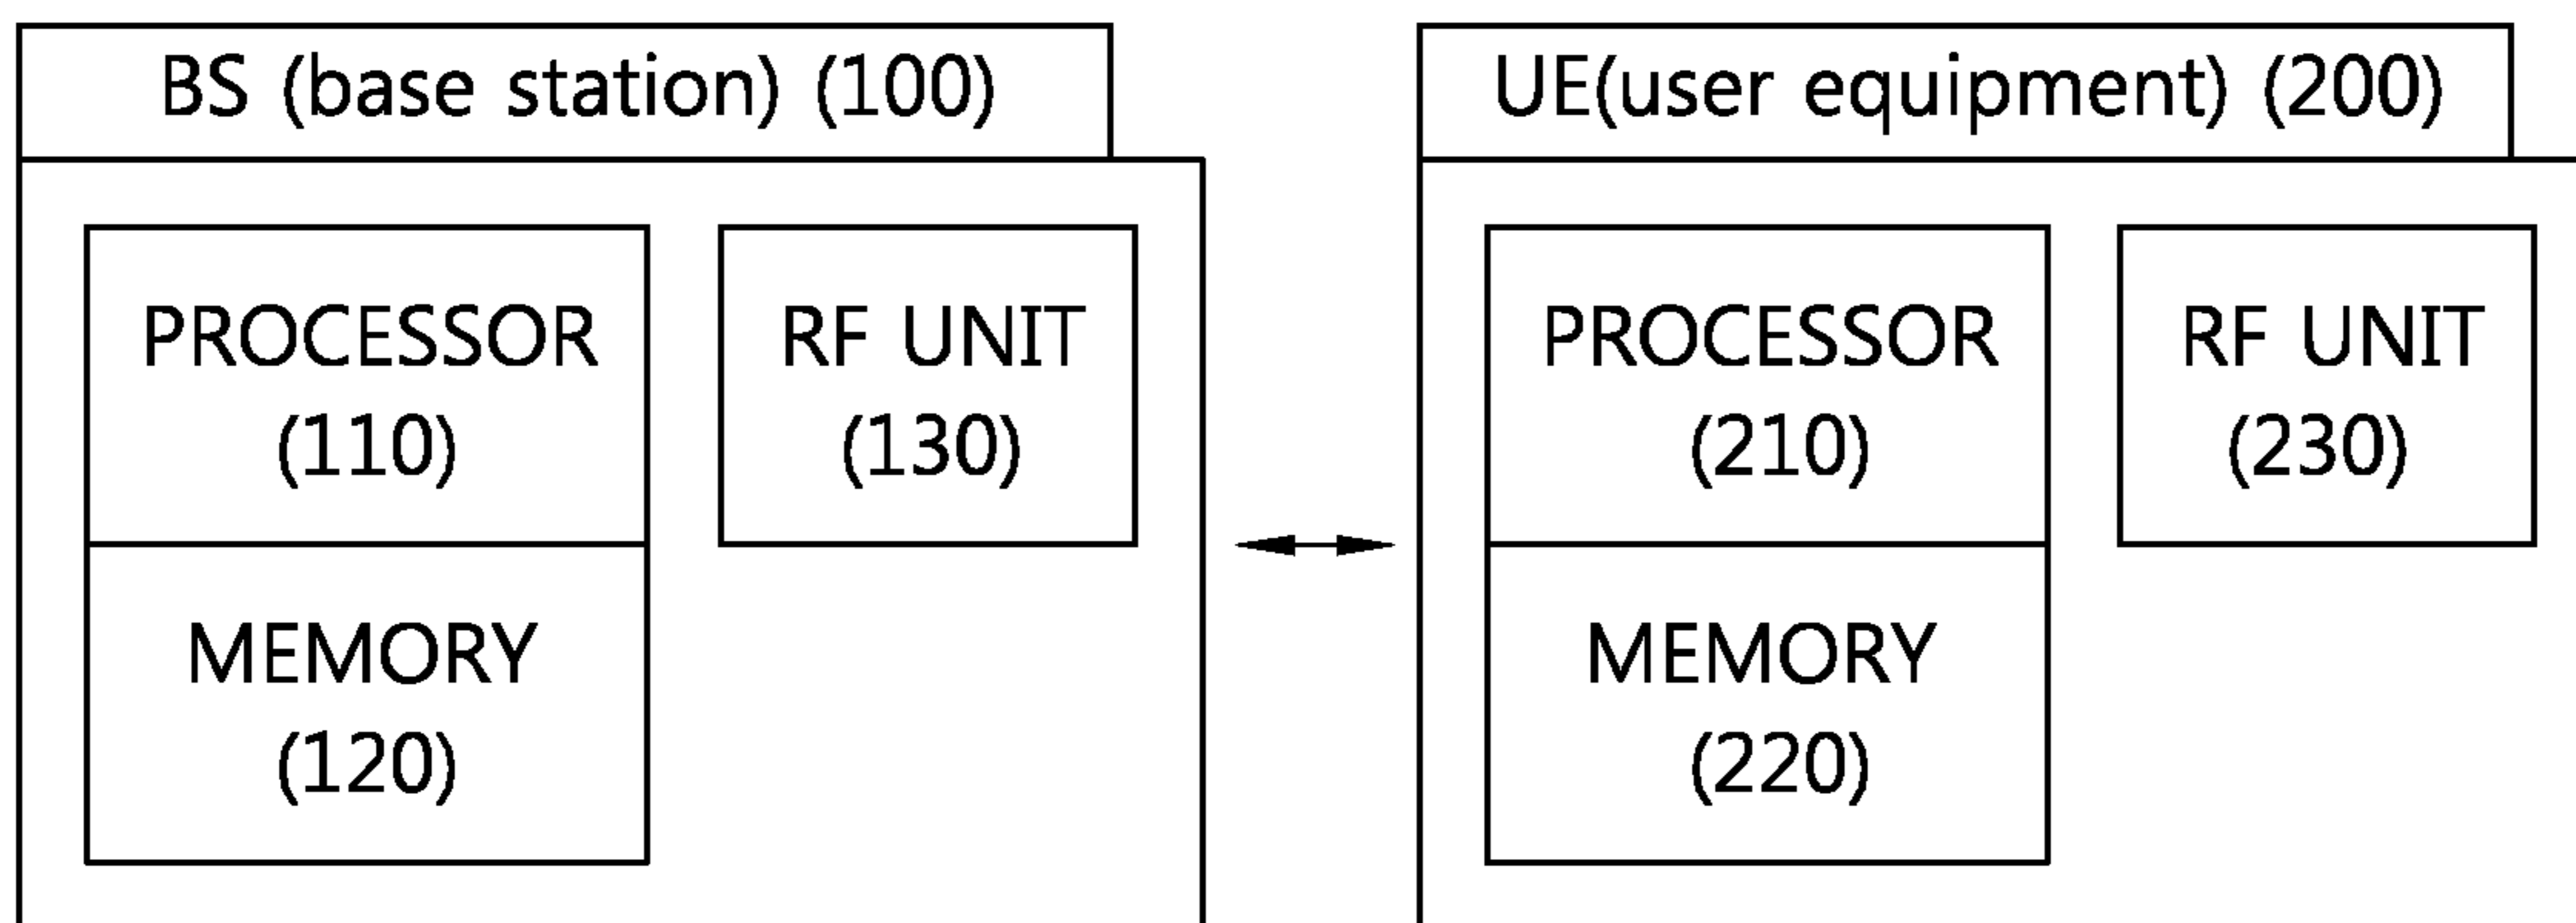 BS (base station) (100)
PROCESSOR
(110)
RF UNIT
(130)
MEMORY
(120)
UE(user equipment) (200)
PROCESSOR
(210)
RF UNIT
(230)
MEMORY
(220)